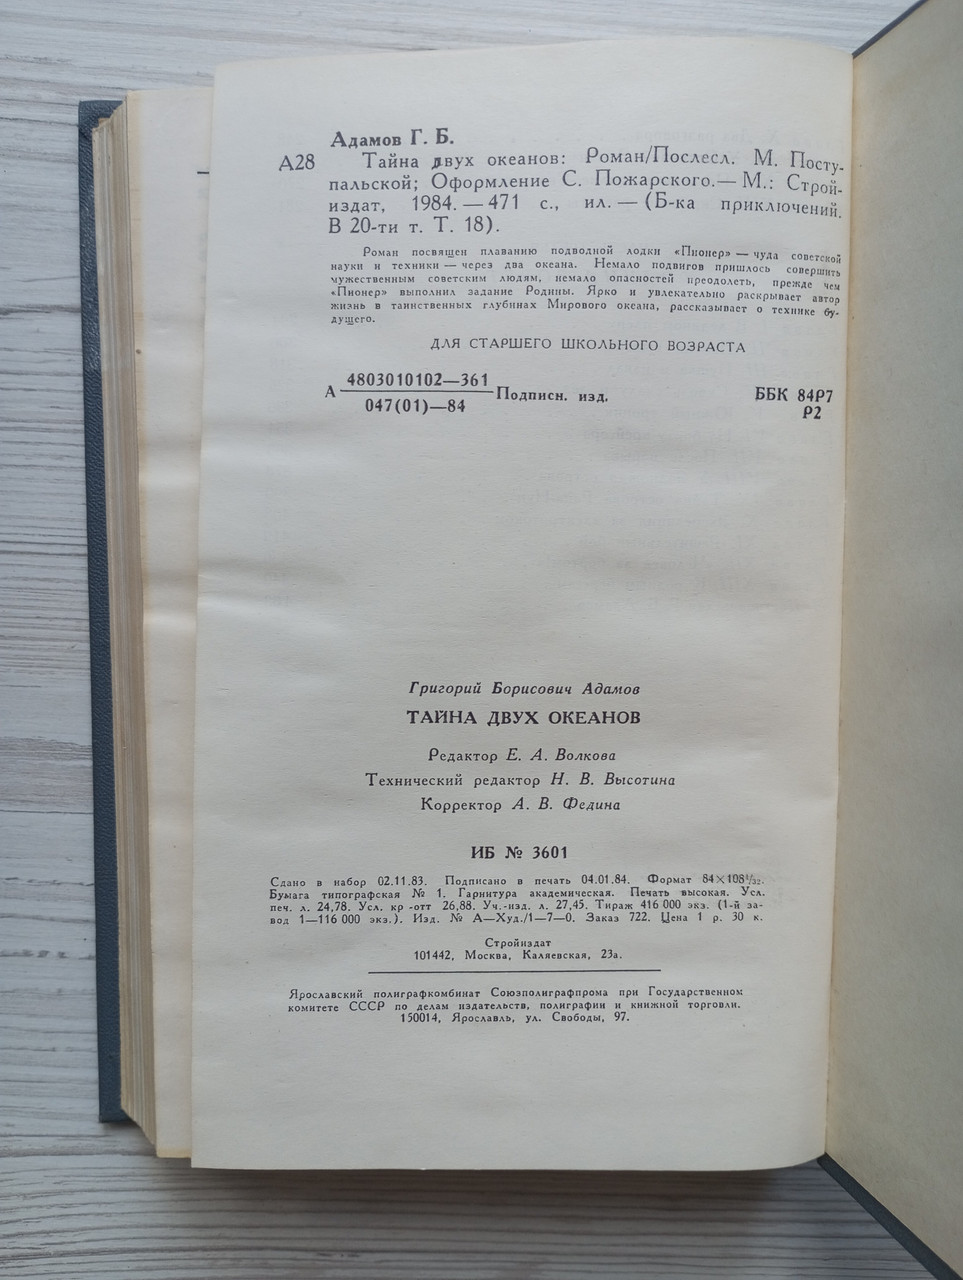 Адамов Г. Б.
А28 Тайна двух океанов: Роман/Послесл. М. Посту-
пальской; Оформление С. Пожарского.— М.: Строй-
издат, 1984. — 471 с., ил. — (Б-ка приключений.
В 20-ти т. Т. 18).
Роман посвящен плаванию подводной лодки «Пионер» — чуда советской
науки и техники — через два океана. Немало подвигов пришлось совершить
мужественным советским людям, немало опасностей преодолеть, прежде чем
«Пионер» выполнил задание Родины. Ярко и увлекательно раскрывает автор
жизнь в таинственных глубинах Мирового океана, рассказывает о технике бу-
дущего.
ДЛЯ СТАРШЕГО ШКОЛЬНОГО ВОЗРАСТА
А 4803010102—361 Подписн. изд. ББК 84Р7
047(01)—84 Р2
Григорий Борисович Адамов
ТАЙНА ДВУХ ОКЕАНОВ
Редактор Е. А. Волкова
Технический редактор Н. В. Высотина
Корректор А. В. Федина
ИБ № 3601
Сдано в набор 02.11.83. Подписано в печать 04.01.84. Формат 84×108¹/₃₂.
Бумага типографская № 1. Гарнитура академическая. Печать высокая. Усл.
печ. л. 24,78. Усл. кр -отт 26,88. Уч.-изд. л. 27,45. Тираж 416 000 экз. (1-й за-
вод 1—116 000 экз.). Изд. № А—Худ./1—7—0. Заказ 722. Цена 1 р. 30 к.
Стройиздат
101442, Москва, Каляевская, 23а.
Ярославский полиграфкомбинат Союзполиграфпрома при Государственном
комитете СССР по делам издательств, полиграфии и книжной торговли.
150014, Ярославль, ул. Свободы, 97.